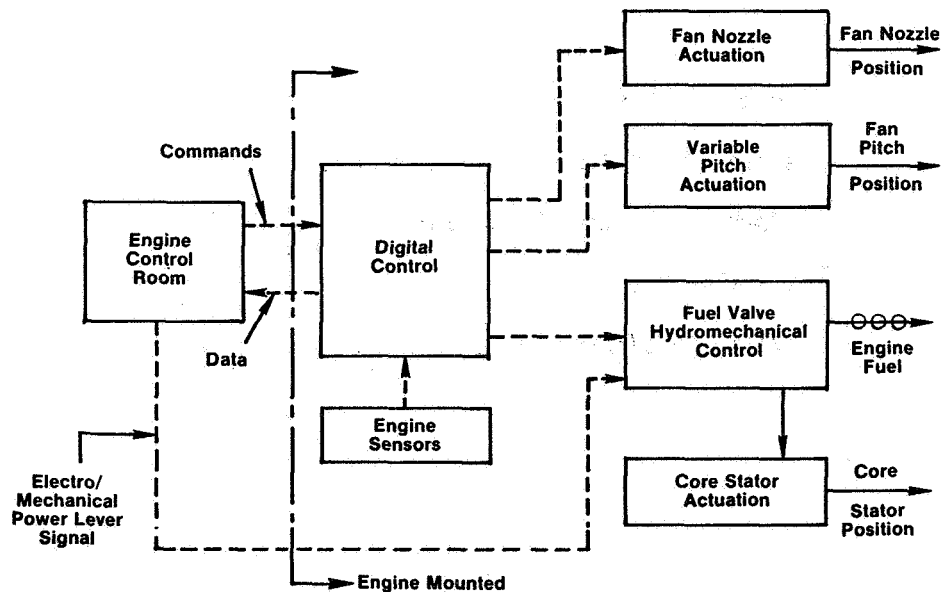 Fan Nozzle
Actuation
Fan Nozzle
Position
Commands
Variable
Pitch
Actuation
Fan
Pitch
Position
Engine
Control
Room
Digital
Control
Data
Fuel Valve
Hydromechanical
Control
Engine
Fuel
Engine
Sensors
Electro/
Mechanical
Power Lever
Signal
Core Stator
Actuation
Core
Stator
Position
Engine Mounted